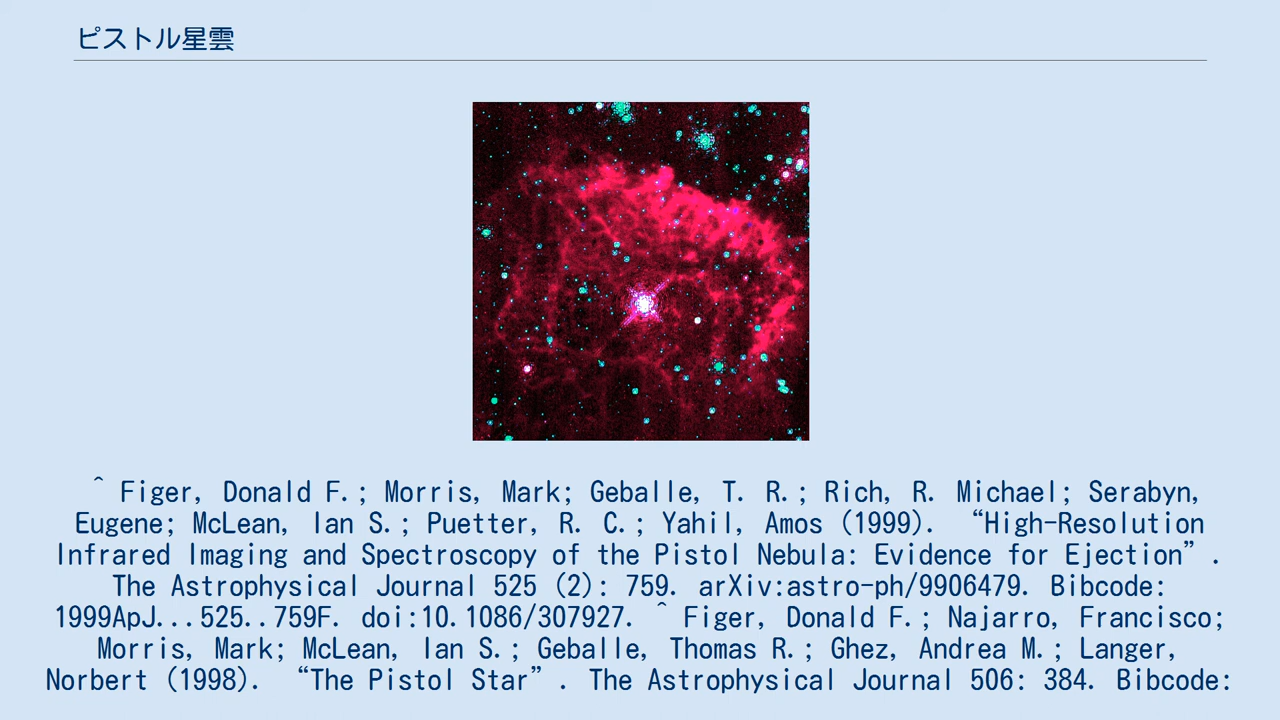 ピストル星雲
^ Figer, Donald F.; Morris, Mark; Geballe, T. R.; Rich, R. Michael; Serabyn,
Eugene; McLean, Ian S.; Puetter, R. C.; Yahil, Amos (1999). “High-Resolution
Infrared Imaging and Spectroscopy of the Pistol Nebula: Evidence for Ejection”.
The Astrophysical Journal 525 (2): 759. arXiv:astro-ph/9906479. Bibcode:
1999ApJ...525..759F. doi:10.1086/307927. ^ Figer, Donald F.; Najarro, Francisco;
Morris, Mark; McLean, Ian S.; Geballe, Thomas R.; Ghez, Andrea M.; Langer,
Norbert (1998). “The Pistol Star”. The Astrophysical Journal 506: 384. Bibcode: